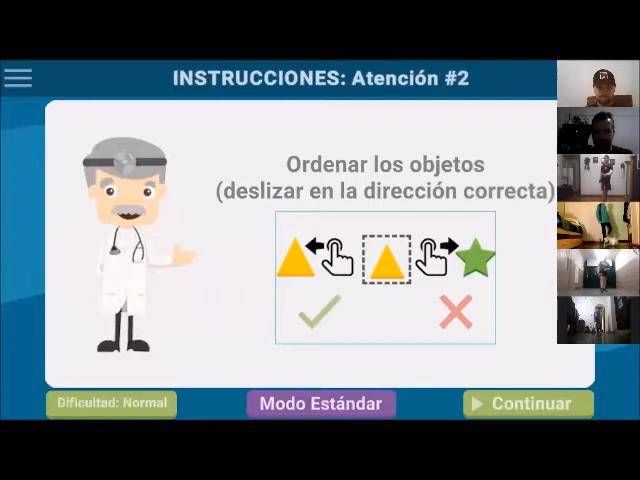 INSTRUCCIONES: Atención #2
Ordenar los objetos
(deslizar en la dirección correcta)
Dificultad: Normal
Modo Estándar
Continuar